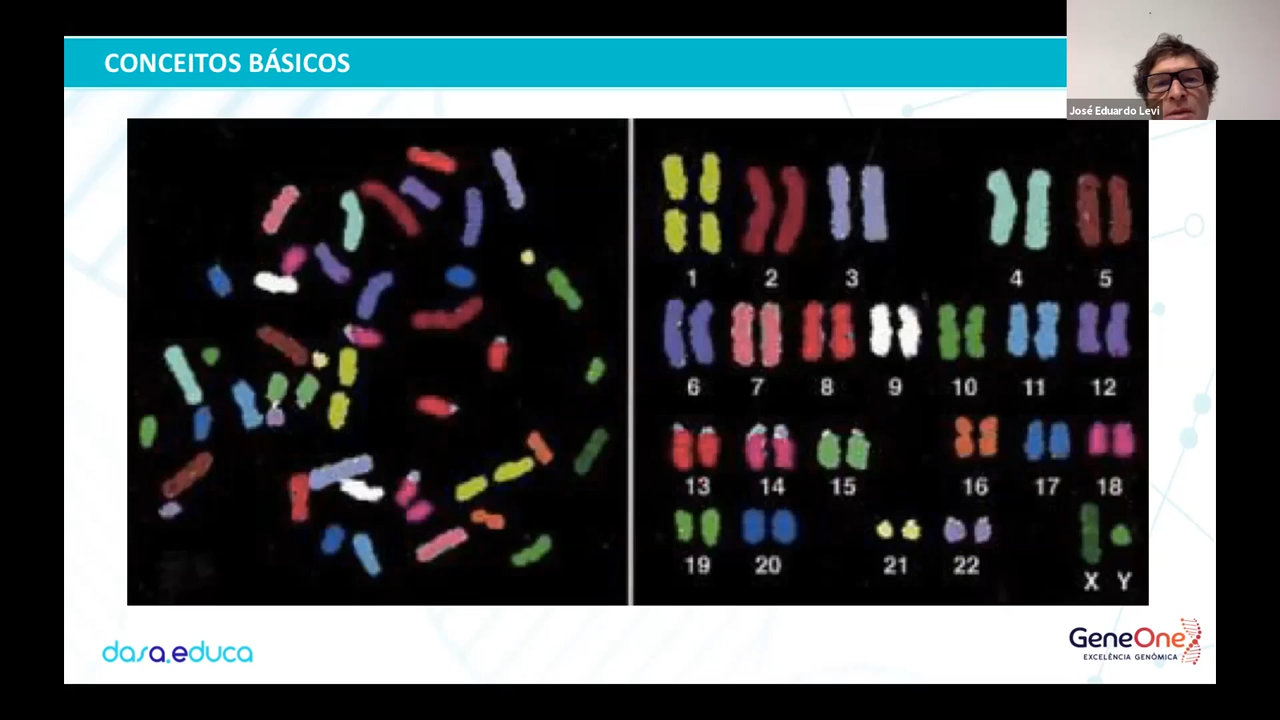 CONCEITOS BÁSICOS
José Eduardo Levi
1 2 3 4 5
6 7 8 9 10 11 12
13 14 15 16 17 18
19 20 21 22 X Y
dasa.educa
GeneOne
EXCELÊNCIA GENÔMICA